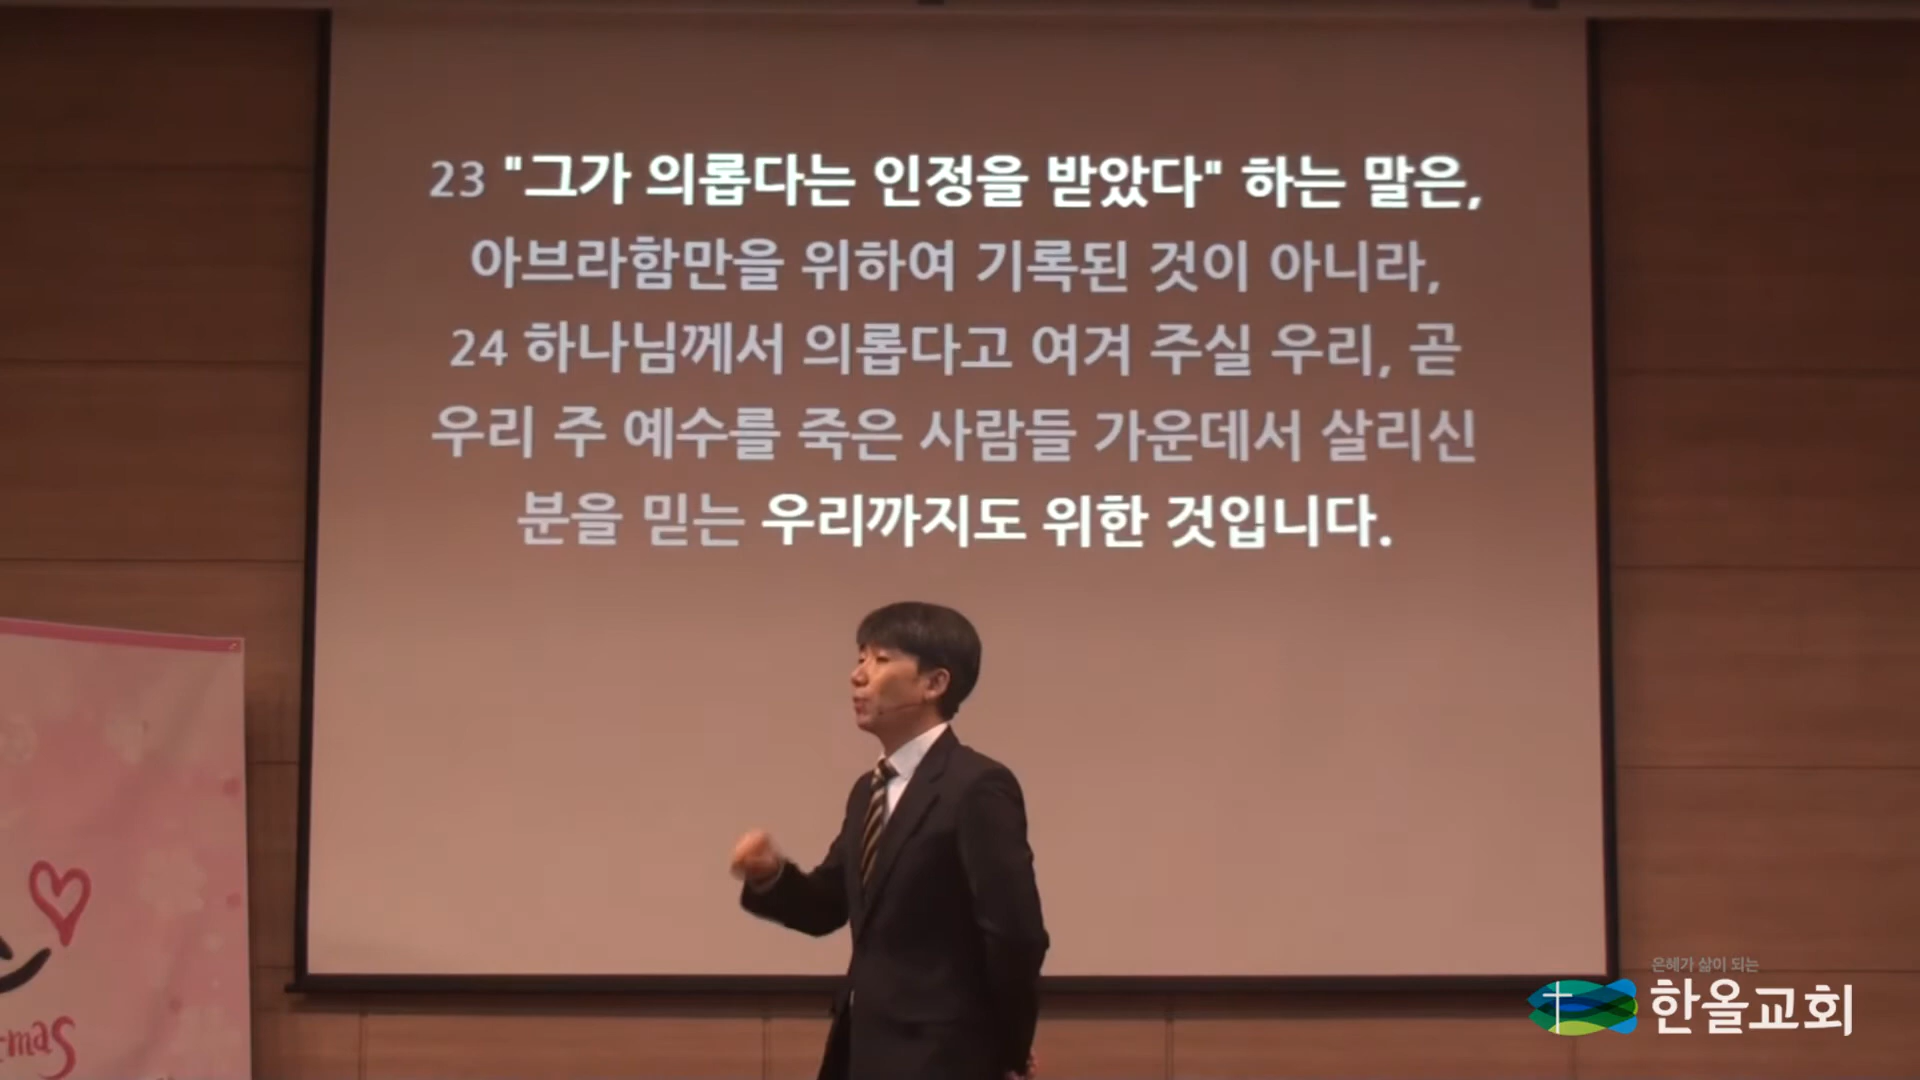 23 "그가 의롭다는 인정을 받았다" 하는 말은,
아브라함만을 위하여 기록된 것이 아니라,
24 하나님께서 의롭다고 여겨 주실 우리, 곧
우리 주 예수를 죽은 사람들 가운데서 살리신
분을 믿는 우리까지도 위한 것입니다.
은혜가 삶이 되는
한올교회